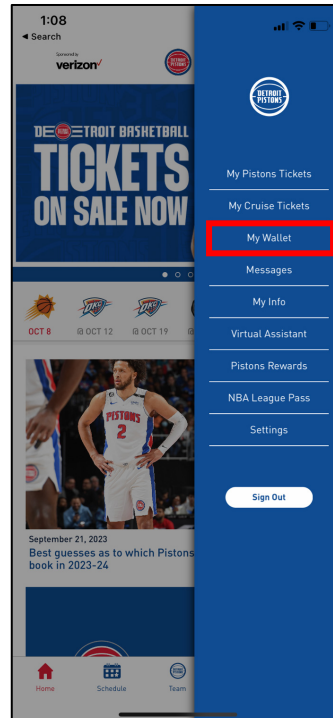 1:08
Search
Sponsored by
verizon
DETROIT
PISTONS
DE TROIT BASKETBALL
TICKETS
ON SALE NOW
OCT 8
@ OCT 12
@ OCT 19
PISTONS
2
September 21, 2023
Best guesses as to which Pistons
book in 2023-24
Home
Schedule
Team
DETROIT
PISTONS
My Pistons Tickets
My Cruise Tickets
My Wallet
Messages
My Info
Virtual Assistant
Pistons Rewards
NBA League Pass
Settings
Sign Out